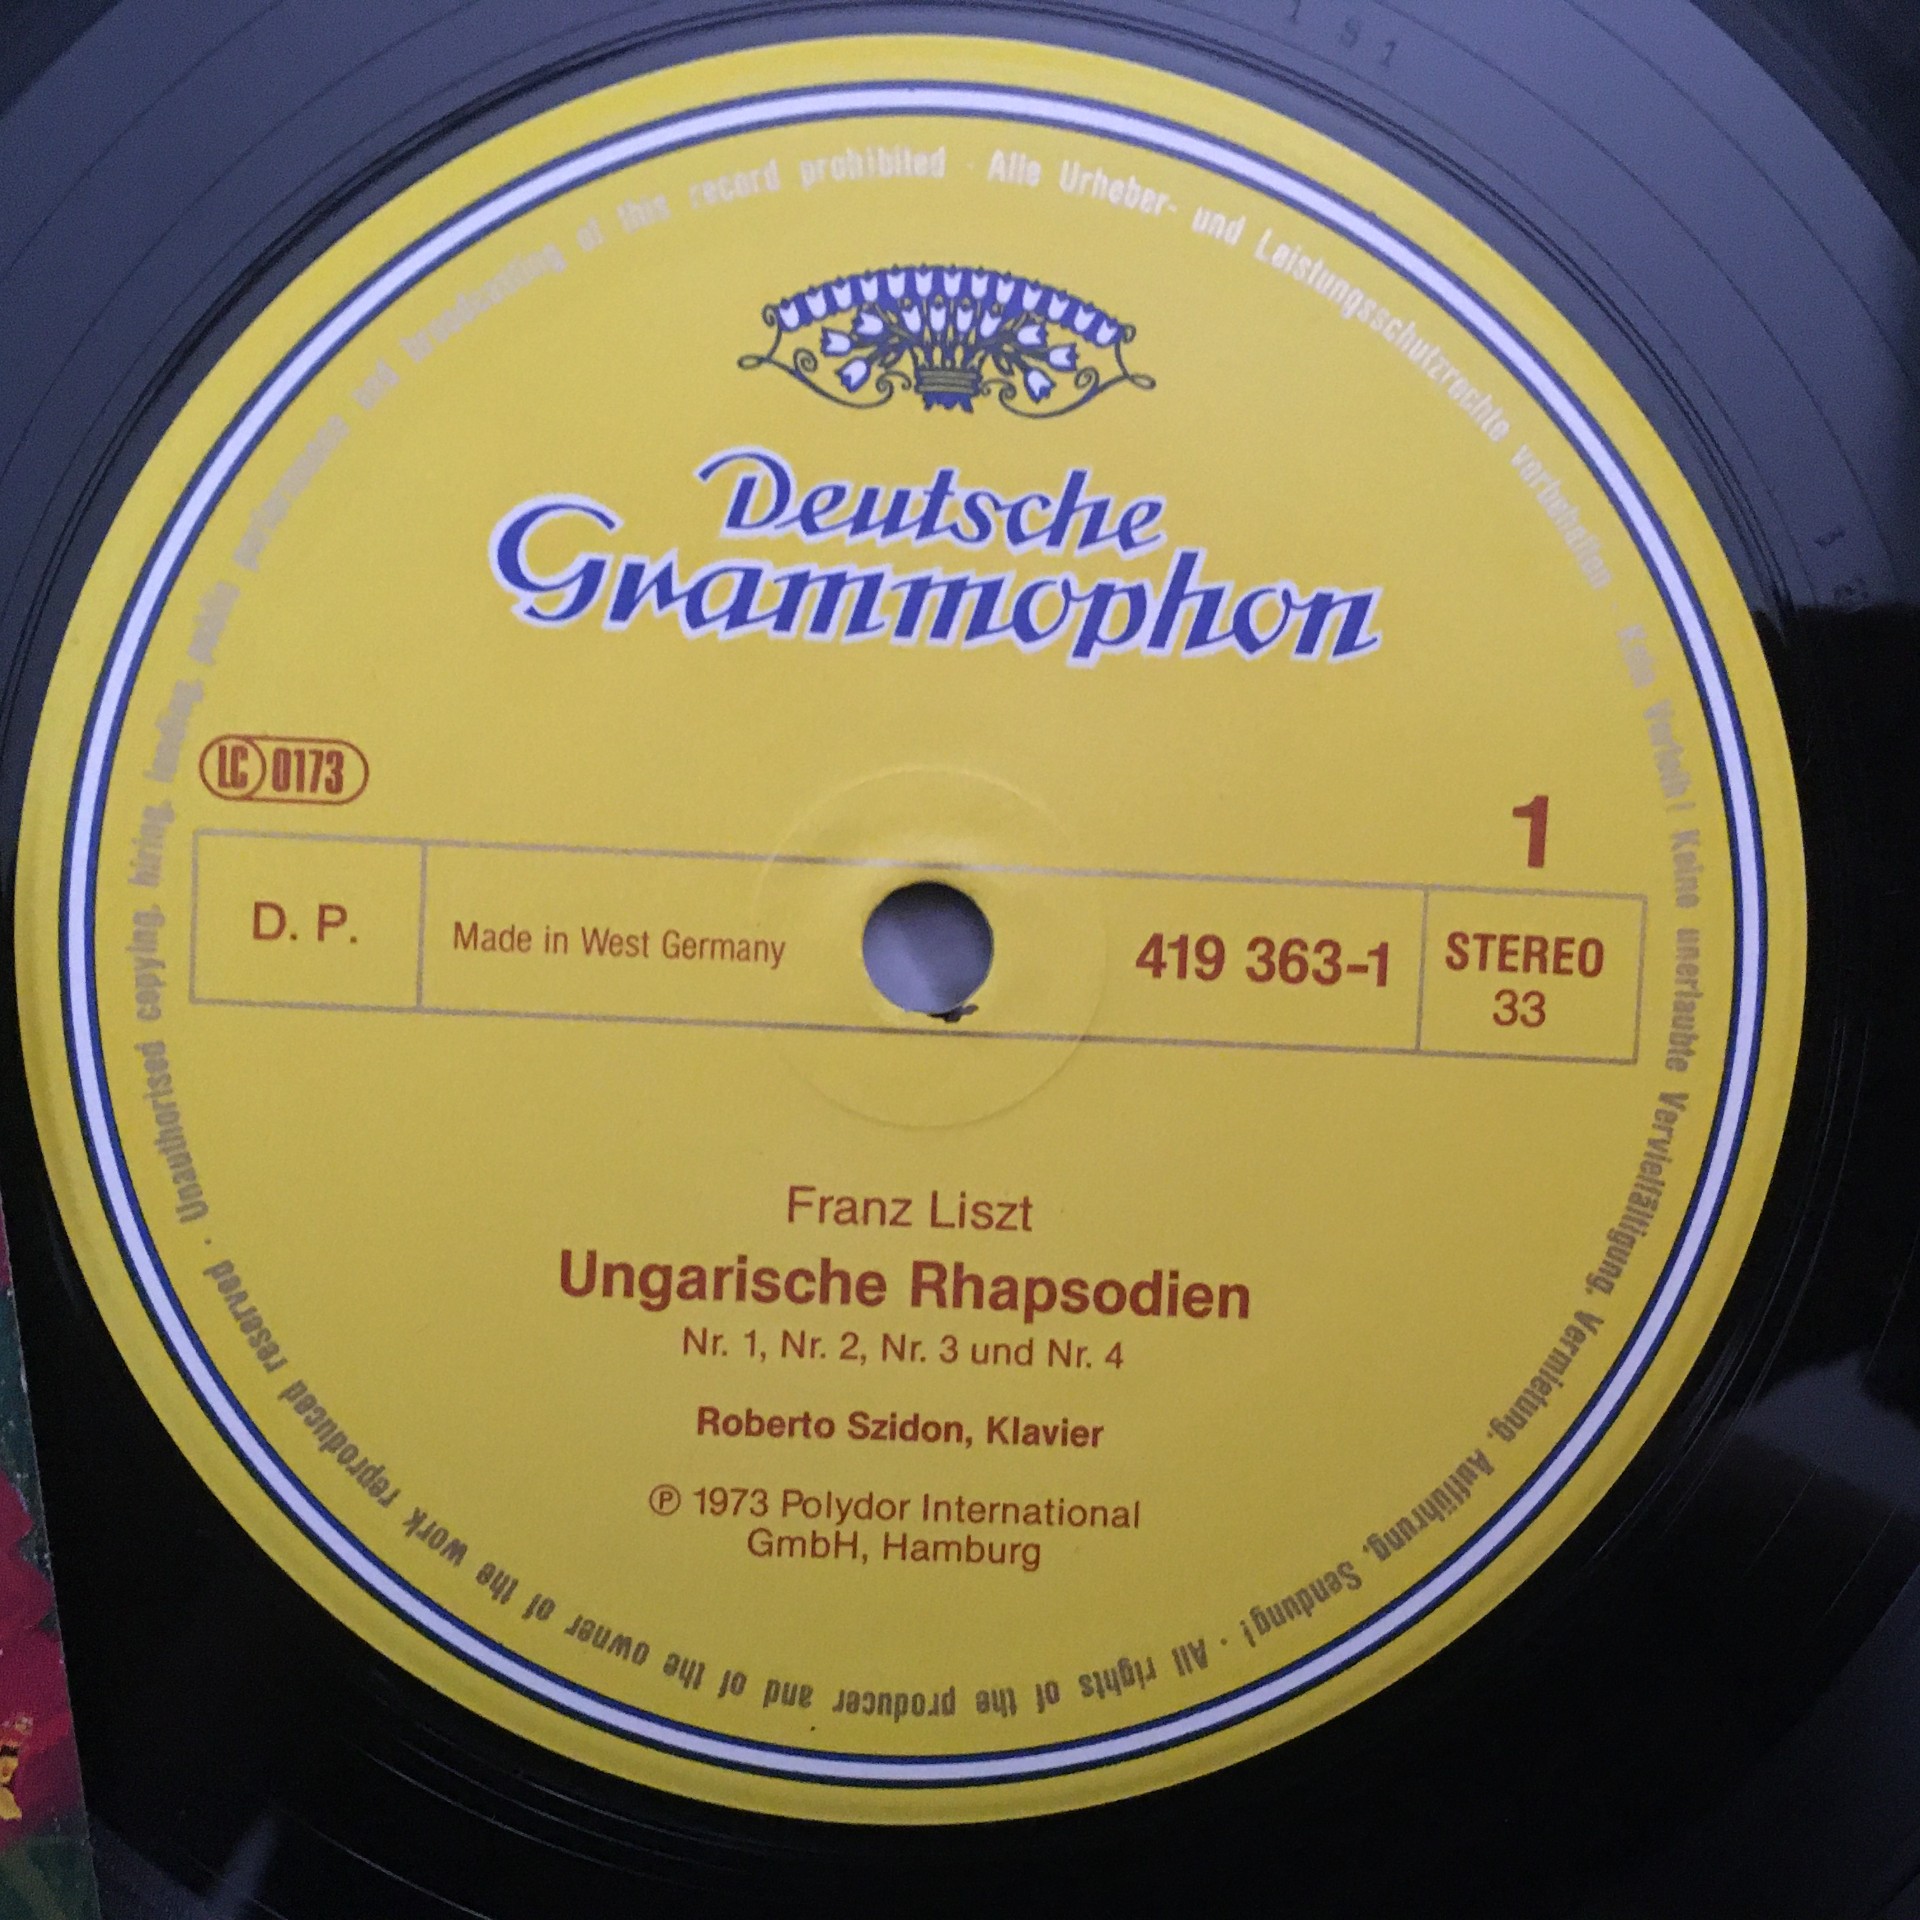 Deutsche
Grammophon
LC 0173
1
D. P.
Made in West Germany
419 363-1
STEREO
33
Franz Liszt
Ungarische Rhapsodien
Nr. 1, Nr. 2, Nr. 3 und Nr. 4
Roberto Szidon, Klavier
℗ 1973 Polydor International
GmbH, Hamburg
Alle Urheber- und Leistungsschutzrechte vorbehalten · Kein Verleih! Keine unerlaubte Vervielfältigung, Vermietung, Aufführung, Sendung! · All rights of the producer and of the owner of the work reproduced reserved · Unauthorised copying, hiring, lending, public performance and broadcasting of this record prohibited ·